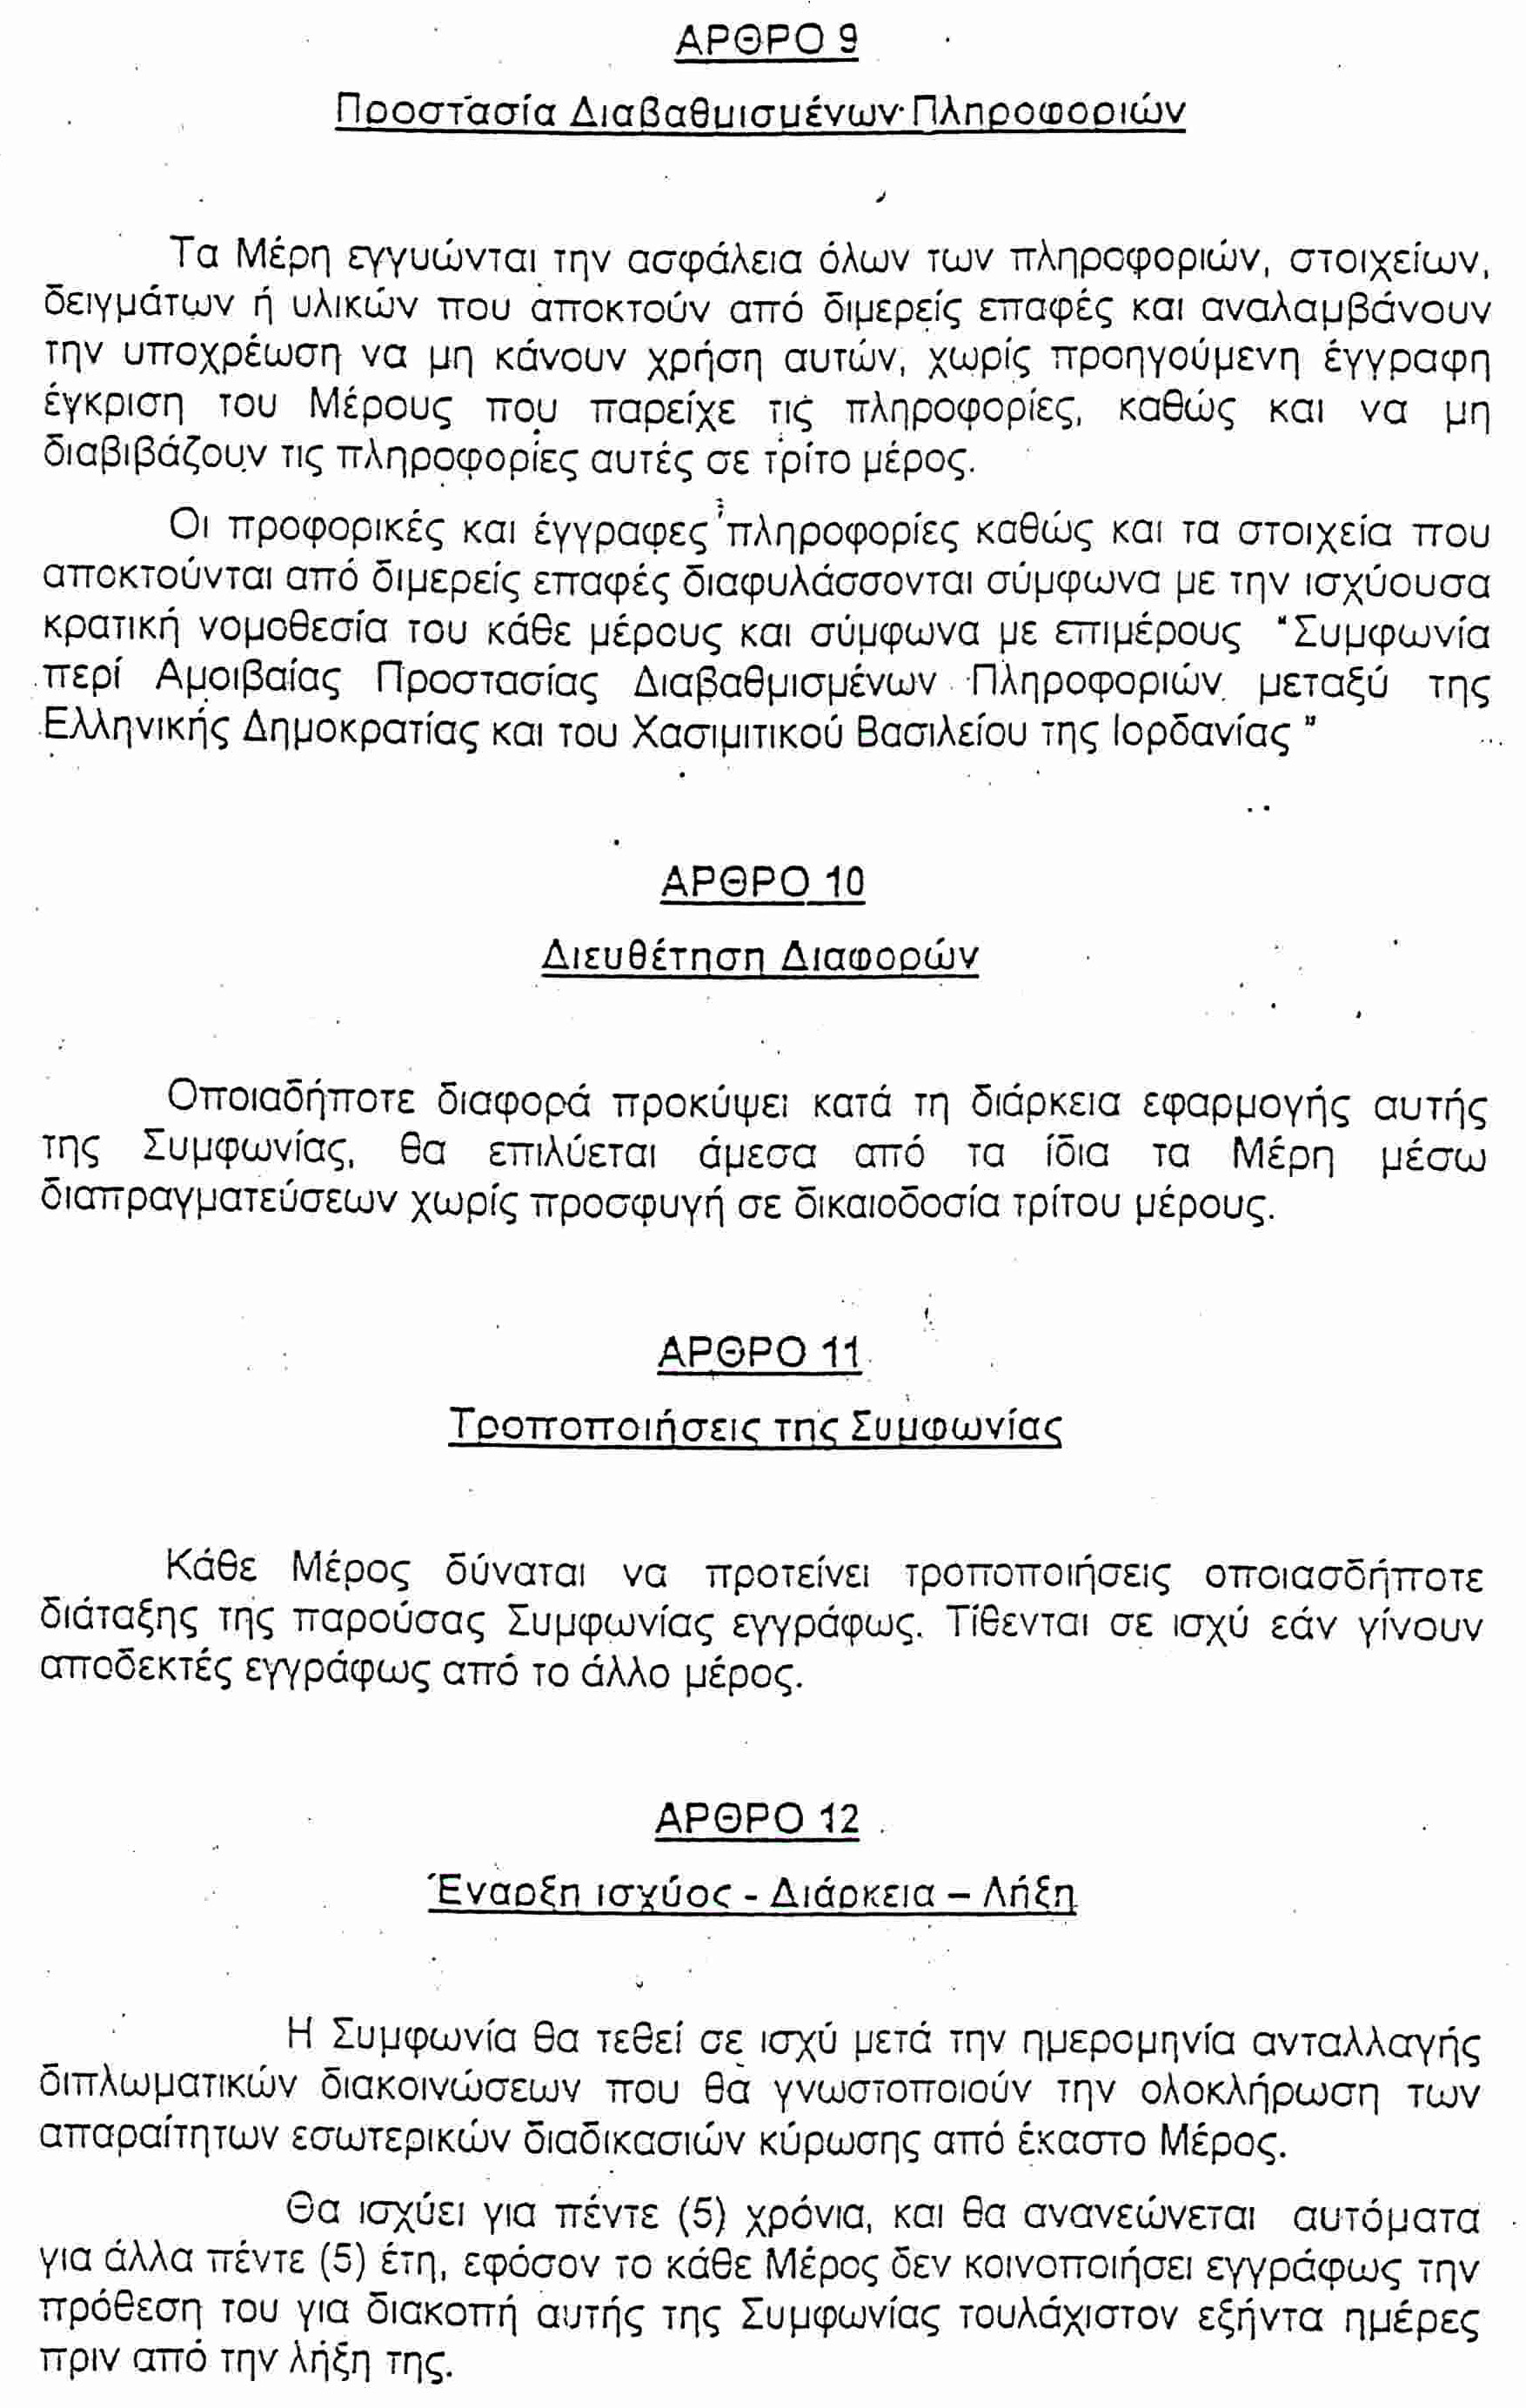 ΑΡΘΡΟ 9
Προστασία Διαβαθμισμένων Πληροφοριών
Τα Μέρη εγγυώνται την ασφάλεια όλων των πληροφοριών, στοιχείων,
δειγμάτων ή υλικών που αποκτούν από διμερείς επαφές και αναλαμβάνουν
την υποχρέωση να μη κάνουν χρήση αυτών, χωρίς προηγούμενη έγγραφη
έγκριση του Μέρους που παρείχε τις πληροφορίες, καθώς και να μη
διαβιβάζουν τις πληροφορίες αυτές σε τρίτο μέρος.
Οι προφορικές και έγγραφες πληροφορίες καθώς και τα στοιχεία που
αποκτούνται από διμερείς επαφές διαφυλάσσονται σύμφωνα με την ισχύουσα
κρατική νομοθεσία του κάθε μέρους και σύμφωνα με επιμέρους "Συμφωνία
περί Αμοιβαίας Προστασίας Διαβαθμισμένων Πληροφοριών μεταξύ της
Ελληνικής Δημοκρατίας και του Χασιμιτικού Βασιλείου της Ιορδανίας "
ΑΡΘΡΟ 10
Διευθέτηση Διαφορών
Οποιαδήποτε διαφορά προκύψει κατά τη διάρκεια εφαρμογής αυτής
της Συμφωνίας, θα επιλύεται άμεσα από τα ίδια τα Μέρη μέσω
διαπραγματεύσεων χωρίς προσφυγή σε δικαιοδοσία τρίτου μέρους.
ΑΡΘΡΟ 11
Τροποποιήσεις της Συμφωνίας
Κάθε Μέρος δύναται να προτείνει τροποποιήσεις οποιασδήποτε
διάταξης της παρούσας Συμφωνίας εγγράφως. Τίθενται σε ισχύ εάν γίνουν
αποδεκτές εγγράφως από το άλλο μέρος.
ΑΡΘΡΟ 12
Έναρξη ισχύος - Διάρκεια – Λήξη
Η Συμφωνία θα τεθεί σε ισχύ μετά την ημερομηνία ανταλλαγής
διπλωματικών διακοινώσεων που θα γνωστοποιούν την ολοκλήρωση των
απαραίτητων εσωτερικών διαδικασιών κύρωσης από έκαστο Μέρος.
Θα ισχύει για πέντε (5) χρόνια, και θα ανανεώνεται αυτόματα
για άλλα πέντε (5) έτη, εφόσον το κάθε Μέρος δεν κοινοποιήσει εγγράφως την
πρόθεση του για διακοπή αυτής της Συμφωνίας τουλάχιστον εξήντα ημέρες
πριν από την λήξη της.